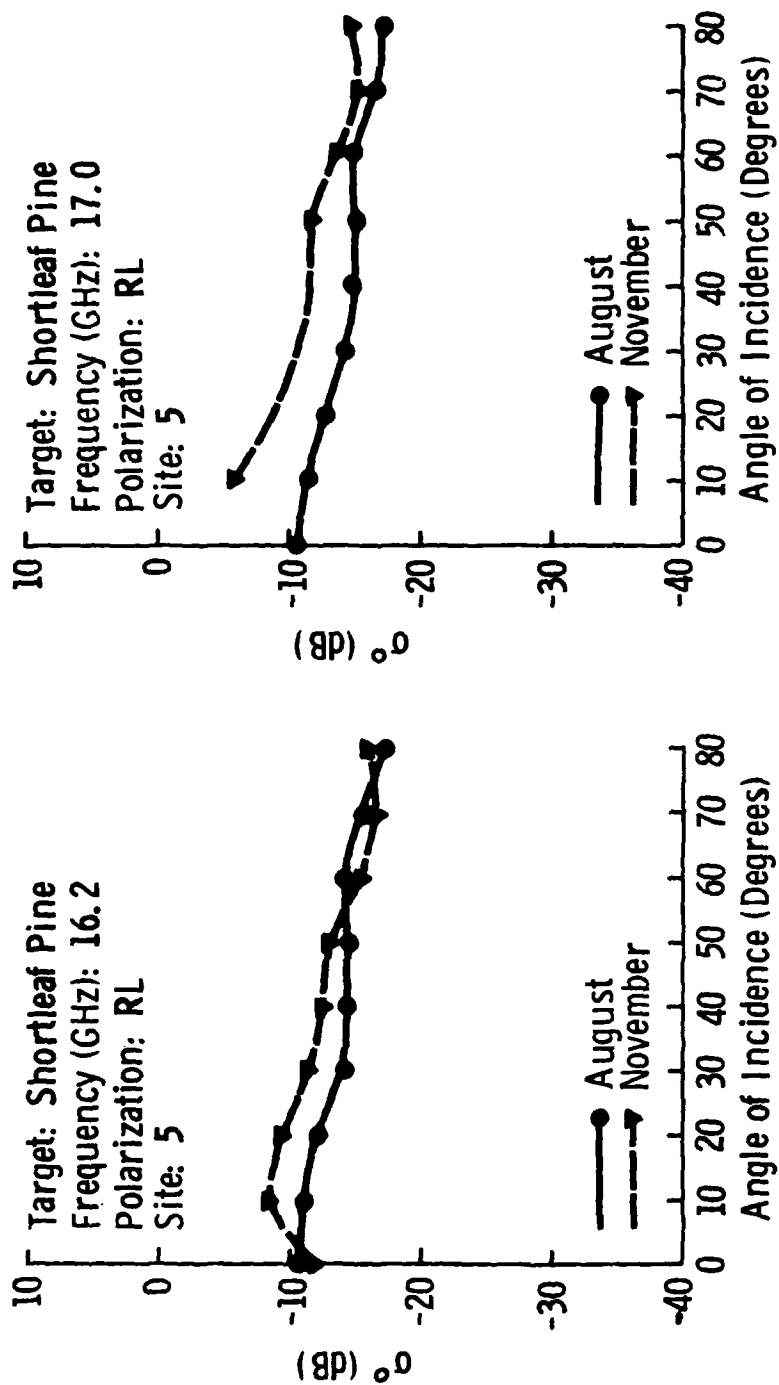 Target: Shortleaf Pine
Frequency (GHz): 16.2
Polarization: RL
Site: 5
10
0
-10
-20
-30
-40
σ° (dB)
August
November
0 10 20 30 40 50 60 70 80
Angle of Incidence (Degrees)
Target: Shortleaf Pine
Frequency (GHz): 17.0
Polarization: RL
Site: 5
10
0
-10
-20
-30
-40
σ° (dB)
August
November
0 10 20 30 40 50 60 70 80
Angle of Incidence (Degrees)